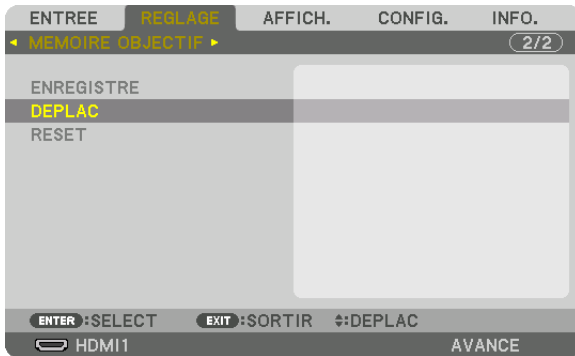 ENTREE REGLAGE AFFICH. CONFIG. INFO.
MEMOIRE OBJECTIF 2/2
ENREGISTRE
DEPLAC
RESET
ENTER :SELECT EXIT :SORTIR :DEPLAC
HDMI1 AVANCE